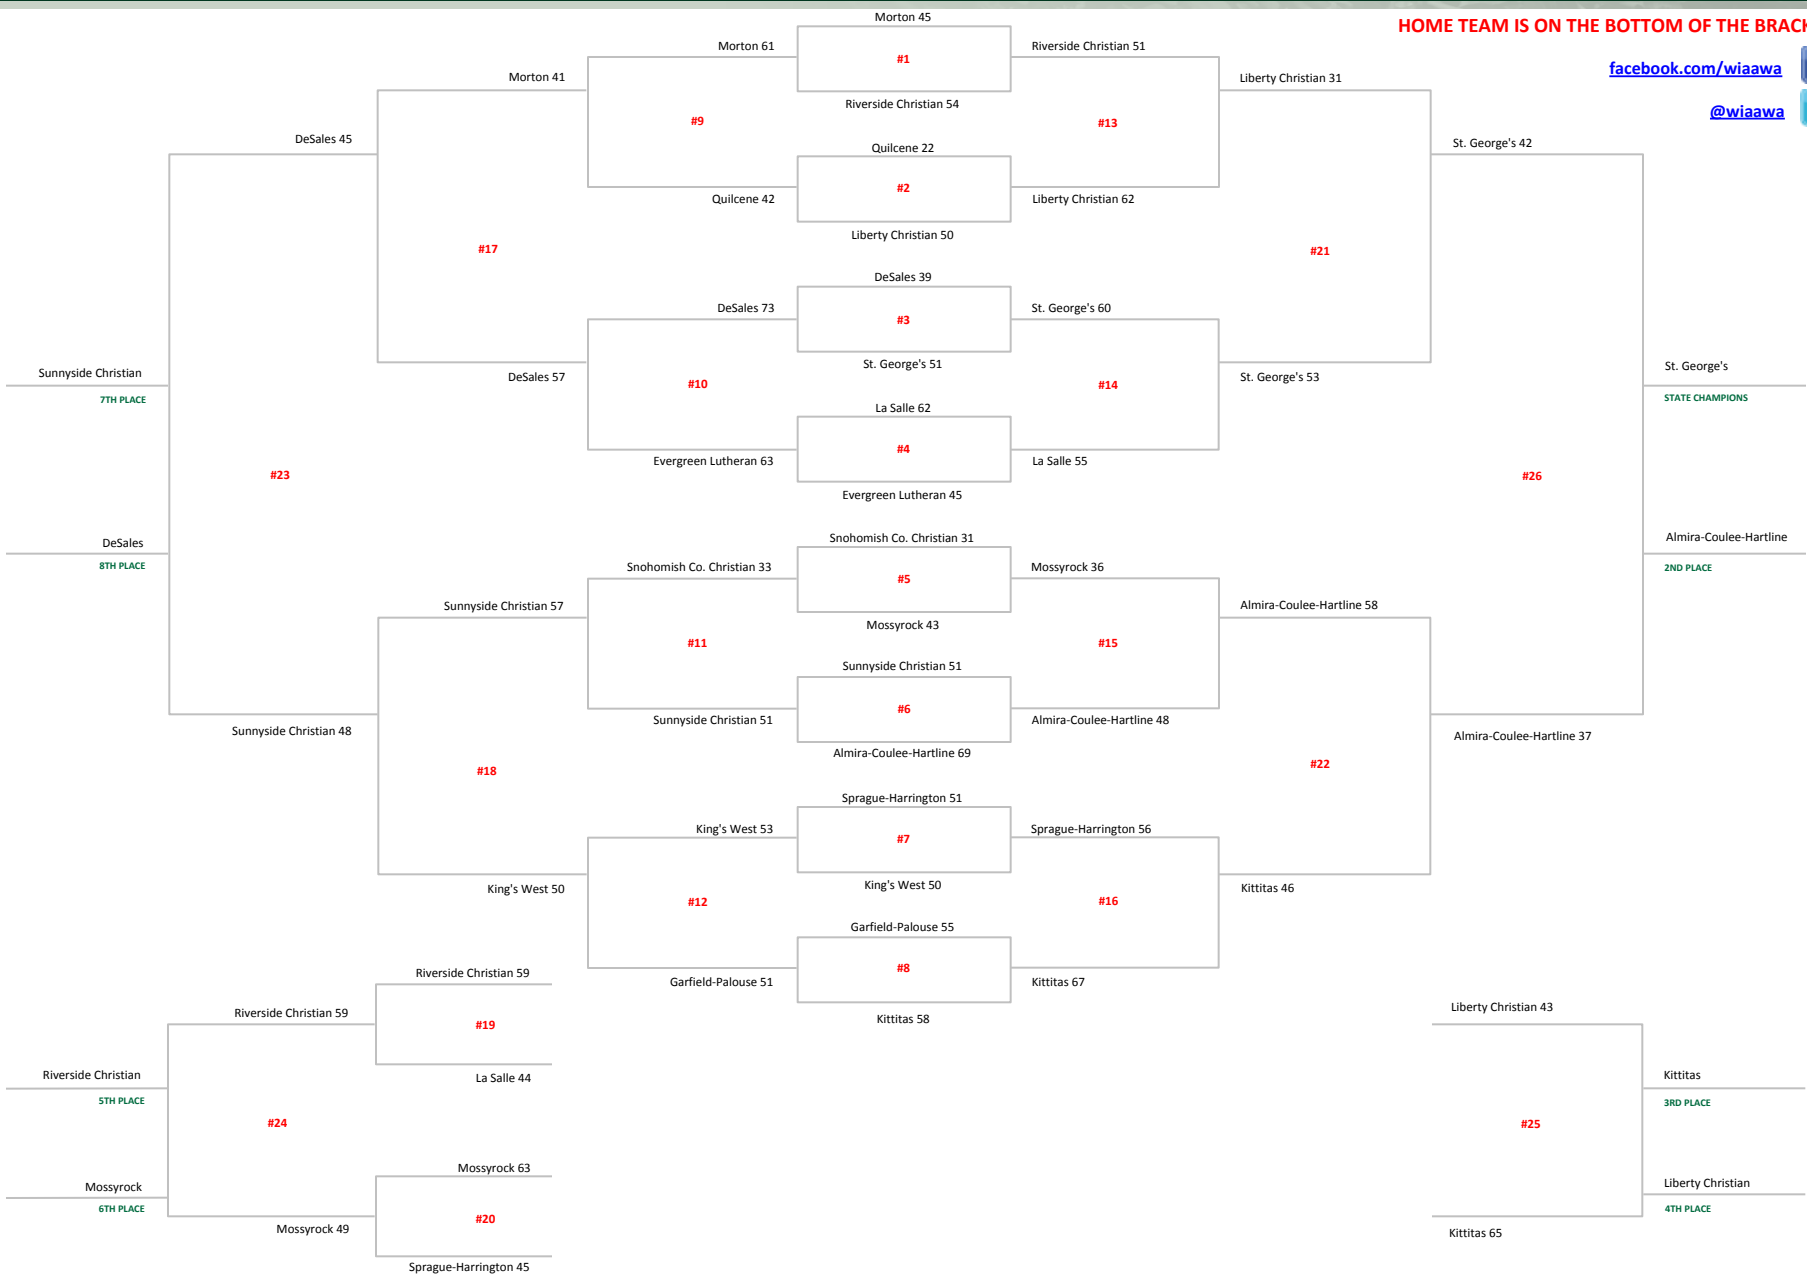 Morton 45
HOME TEAM IS ON THE BOTTOM OF THE BRACK
Morton 61
#1
Riverside Christian 51
facebook.com/wiaawa
Morton 41
Liberty Christian 31
Riverside Christian 54
@wiaawa
#9
#13
DeSales 45
Quilcene 22
St. George's 42
#2
Quilcene 42
Liberty Christian 62
Liberty Christian 50
#17
#21
DeSales 39
DeSales 73
St. George's 60
#3
St. George's 51
Sunnyside Christian
St. George's
DeSales 57
#10
#14
St. George's 53
7TH PLACE
STATE CHAMPIONS
La Salle 62
#4
Evergreen Lutheran 63
La Salle 55
#23
#26
Evergreen Lutheran 45
Snohomish Co. Christian 31
DeSales
Almira-Coulee-Hartline
8TH PLACE
2ND PLACE
Snohomish Co. Christian 33
#5
Mossyrock 36
Sunnyside Christian 57
Almira-Coulee-Hartline 58
Mossyrock 43
#11
#15
Sunnyside Christian 51
#6
Sunnyside Christian 51
Almira-Coulee-Hartline 48
Sunnyside Christian 48
Almira-Coulee-Hartline 37
Almira-Coulee-Hartline 69
#18
#22
Sprague-Harrington 51
King's West 53
#7
Sprague-Harrington 56
King's West 50
King's West 50
Kittitas 46
#12
#16
Garfield-Palouse 55
#8
Riverside Christian 59
Garfield-Palouse 51
Kittitas 67
Riverside Christian 59
Kittitas 58
Liberty Christian 43
#19
Riverside Christian
La Salle 44
Kittitas
5TH PLACE
3RD PLACE
#24
#25
Mossyrock 63
Mossyrock
Liberty Christian
6TH PLACE
4TH PLACE
#20
Mossyrock 49
Kittitas 65
Sprague-Harrington 45